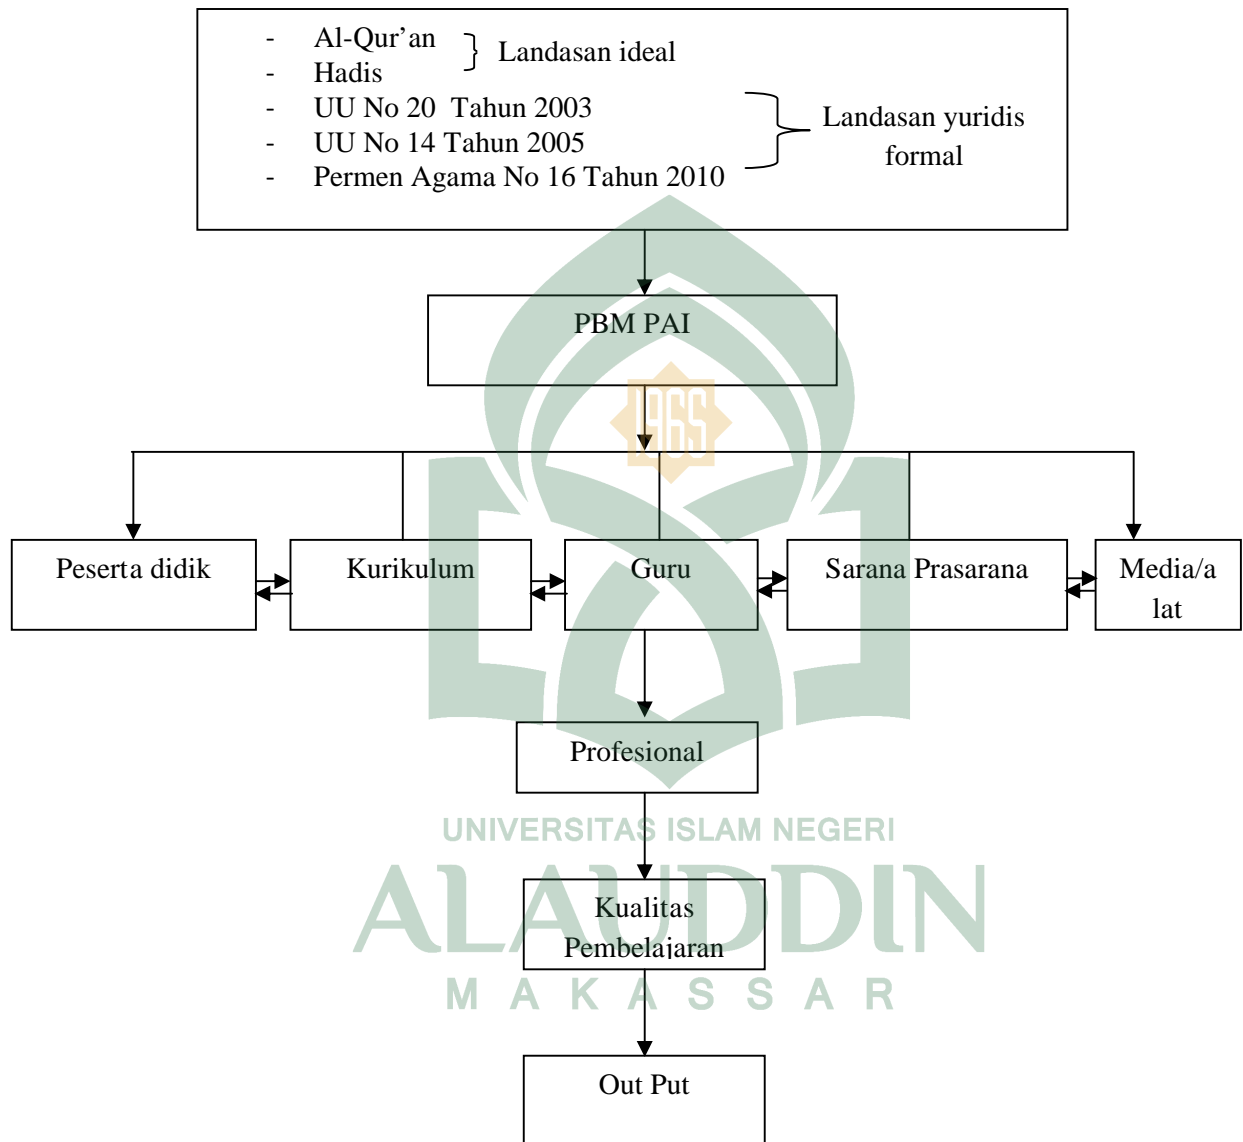 - Al-Qur’an
- Hadis
Landasan ideal
- UU No 20 Tahun 2003
- UU No 14 Tahun 2005
- Permen Agama No 16 Tahun 2010
Landasan yuridis
formal
PBM PAI
1965
Peserta didik
Kurikulum
Guru
Sarana Prasarana
Media/a
lat
Profesional
UNIVERSITAS ISLAM NEGERI
ALAUDDIN
Kualitas
Pembelajaran
MAKASSAR
Out Put